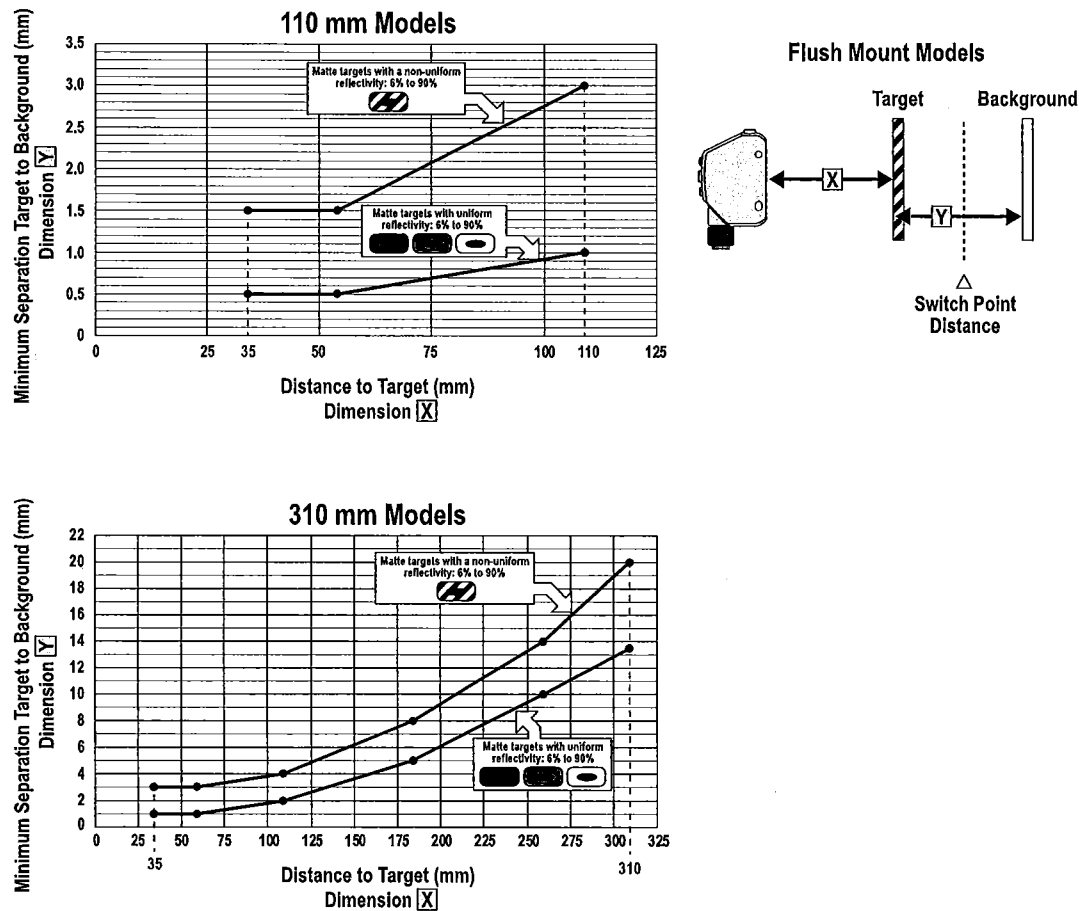 110 mm Models
Minimum Separation Target to Background (mm)
Dimension Y
3.5
3.0
2.5
2.0
1.5
1.0
0.5
0
Matte targets with a non-uniform
reflectivity: 6% to 90%
Matte targets with uniform
reflectivity: 6% to 90%
0 25 35 50 75 100 110 125
Distance to Target (mm)
Dimension X
Flush Mount Models
Target Background
X
Y
Switch Point
Distance
310 mm Models
Minimum Separation Target to Background (mm)
Dimension Y
22
20
18
16
14
12
10
8
6
4
2
0
Matte targets with a non-uniform
reflectivity: 6% to 90%
Matte targets with uniform
reflectivity: 6% to 90%
0 25 50 75 100 125 150 175 200 225 250 275 300 325
35 310
Distance to Target (mm)
Dimension X